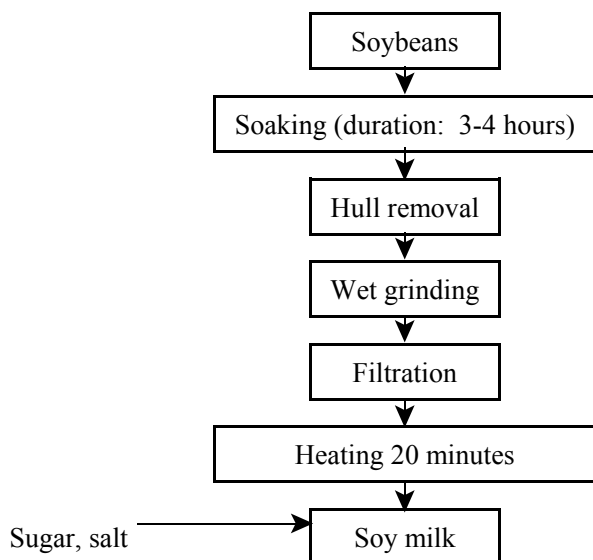 Soybeans
Soaking (duration: 3-4 hours)
Hull removal
Wet grinding
Filtration
Heating 20 minutes
Sugar, salt
Soy milk